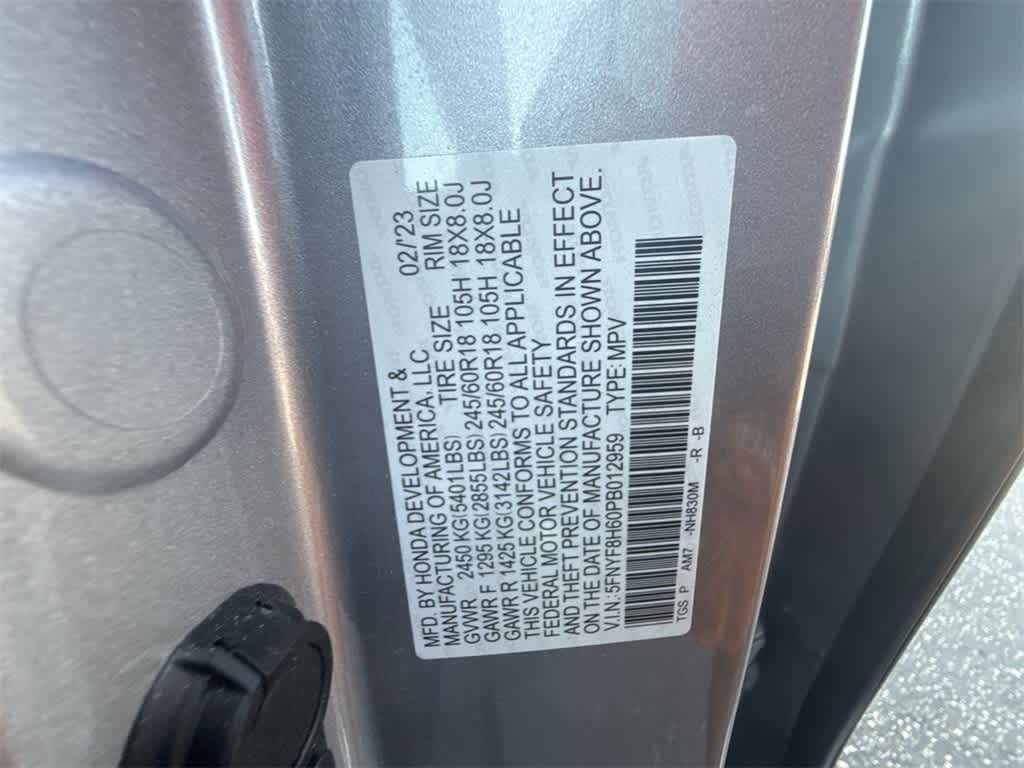 MFD. BY HONDA DEVELOPMENT & 02/'23
MANUFACTURING OF AMERICA, LLC TIRE SIZE RIM SIZE
GVWR 2450 KG(5401LBS)
GAWR F 1295 KG(2855LBS) 245/60R18 105H 18X8.0J
GAWR R 1425 KG(3142LBS) 245/60R18 105H 18X8.0J
THIS VEHICLE CONFORMS TO ALL APPLICABLE
FEDERAL MOTOR VEHICLE SAFETY
AND THEFT PREVENTION STANDARDS IN EFFECT
ON THE DATE OF MANUFACTURE SHOWN ABOVE.
V.I.N.:5FNYF8H60PB012959 TYPE:MPV
TGS P AM7 -NH830M -R -B